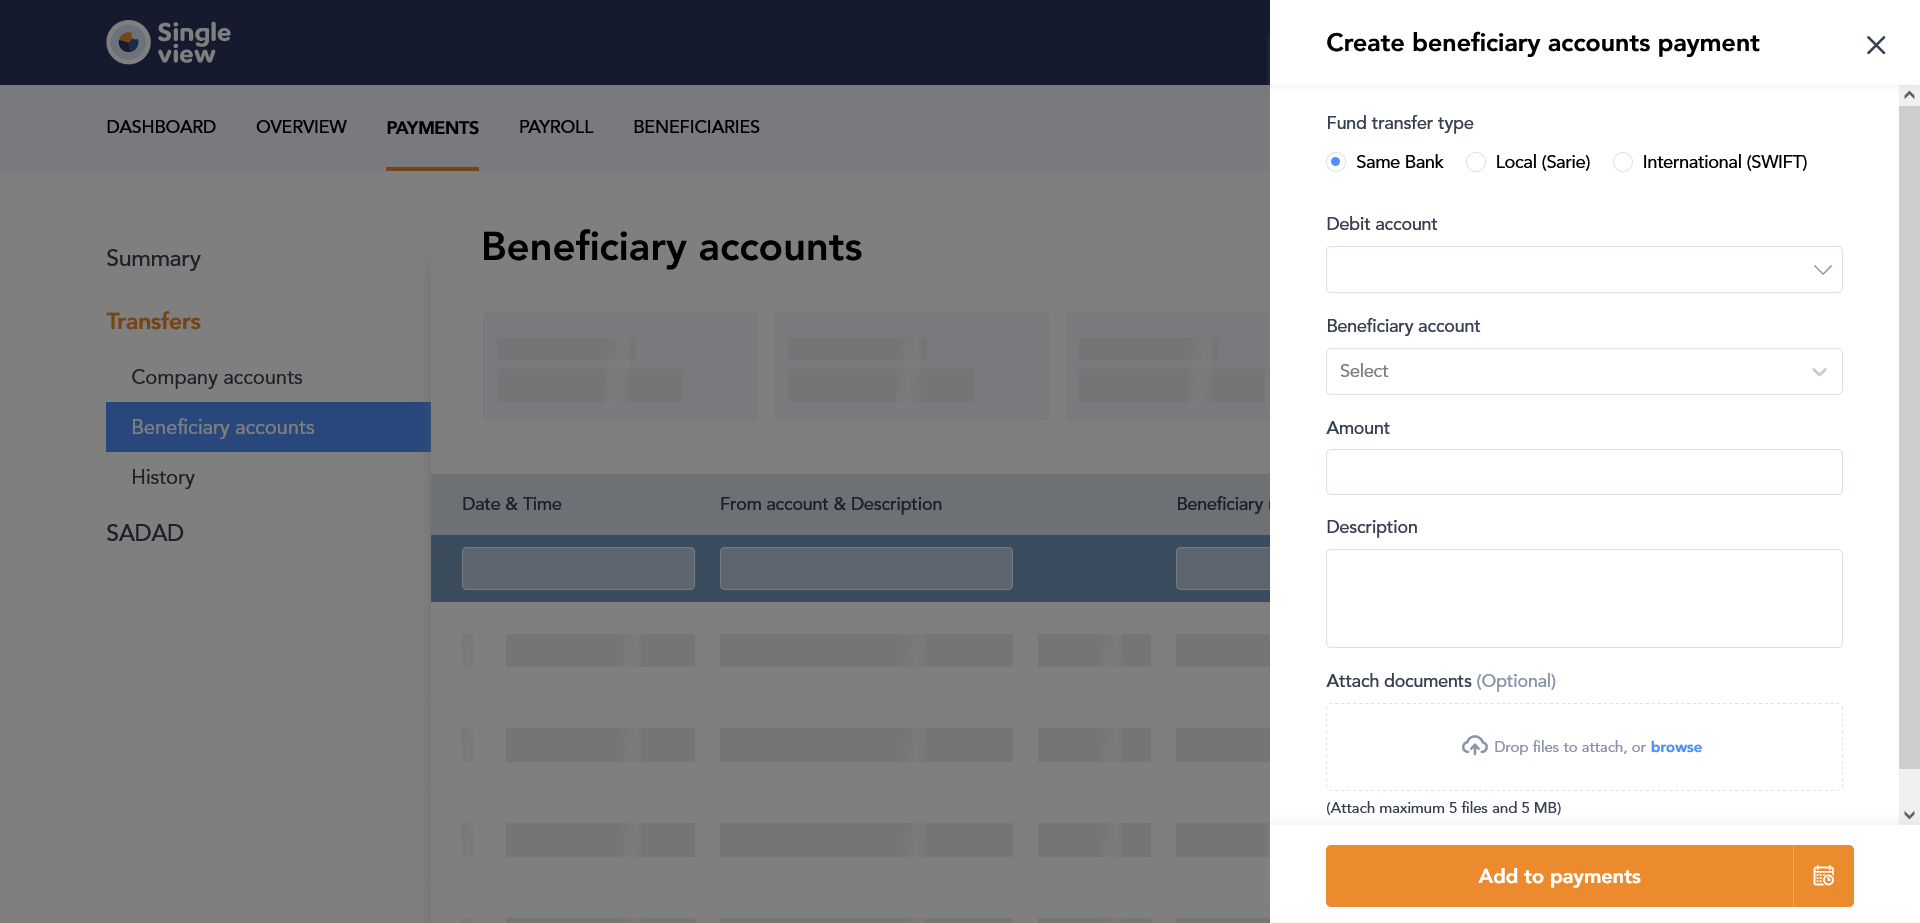 Single
view
DASHBOARD OVERVIEW PAYMENTS PAYROLL BENEFICIARIES
Summary
Transfers
Company accounts
Beneficiary accounts
History
SADAD
Beneficiary accounts
Date & Time From account & Description Beneficiary
Create beneficiary accounts payment
Fund transfer type
Same Bank Local (Sarie) International (SWIFT)
Debit account
Beneficiary account
Select
Amount
Description
Attach documents (Optional)
Drop files to attach, or browse
(Attach maximum 5 files and 5 MB)
Add to payments